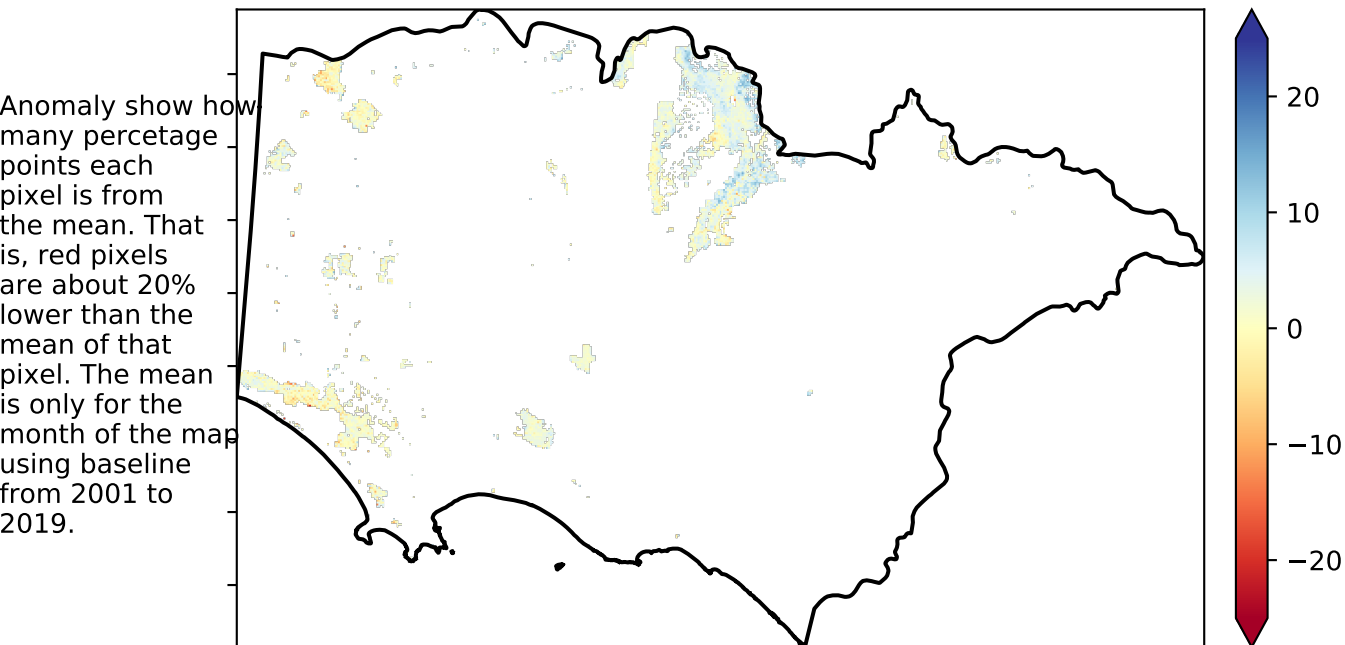 Anomaly show how
many percetage
points each
pixel is from
the mean. That
is, red pixels
are about 20%
lower than the
mean of that
pixel. The mean
is only for the
month of the map
using baseline
from 2001 to
2019.
20
10
0
−10
−20